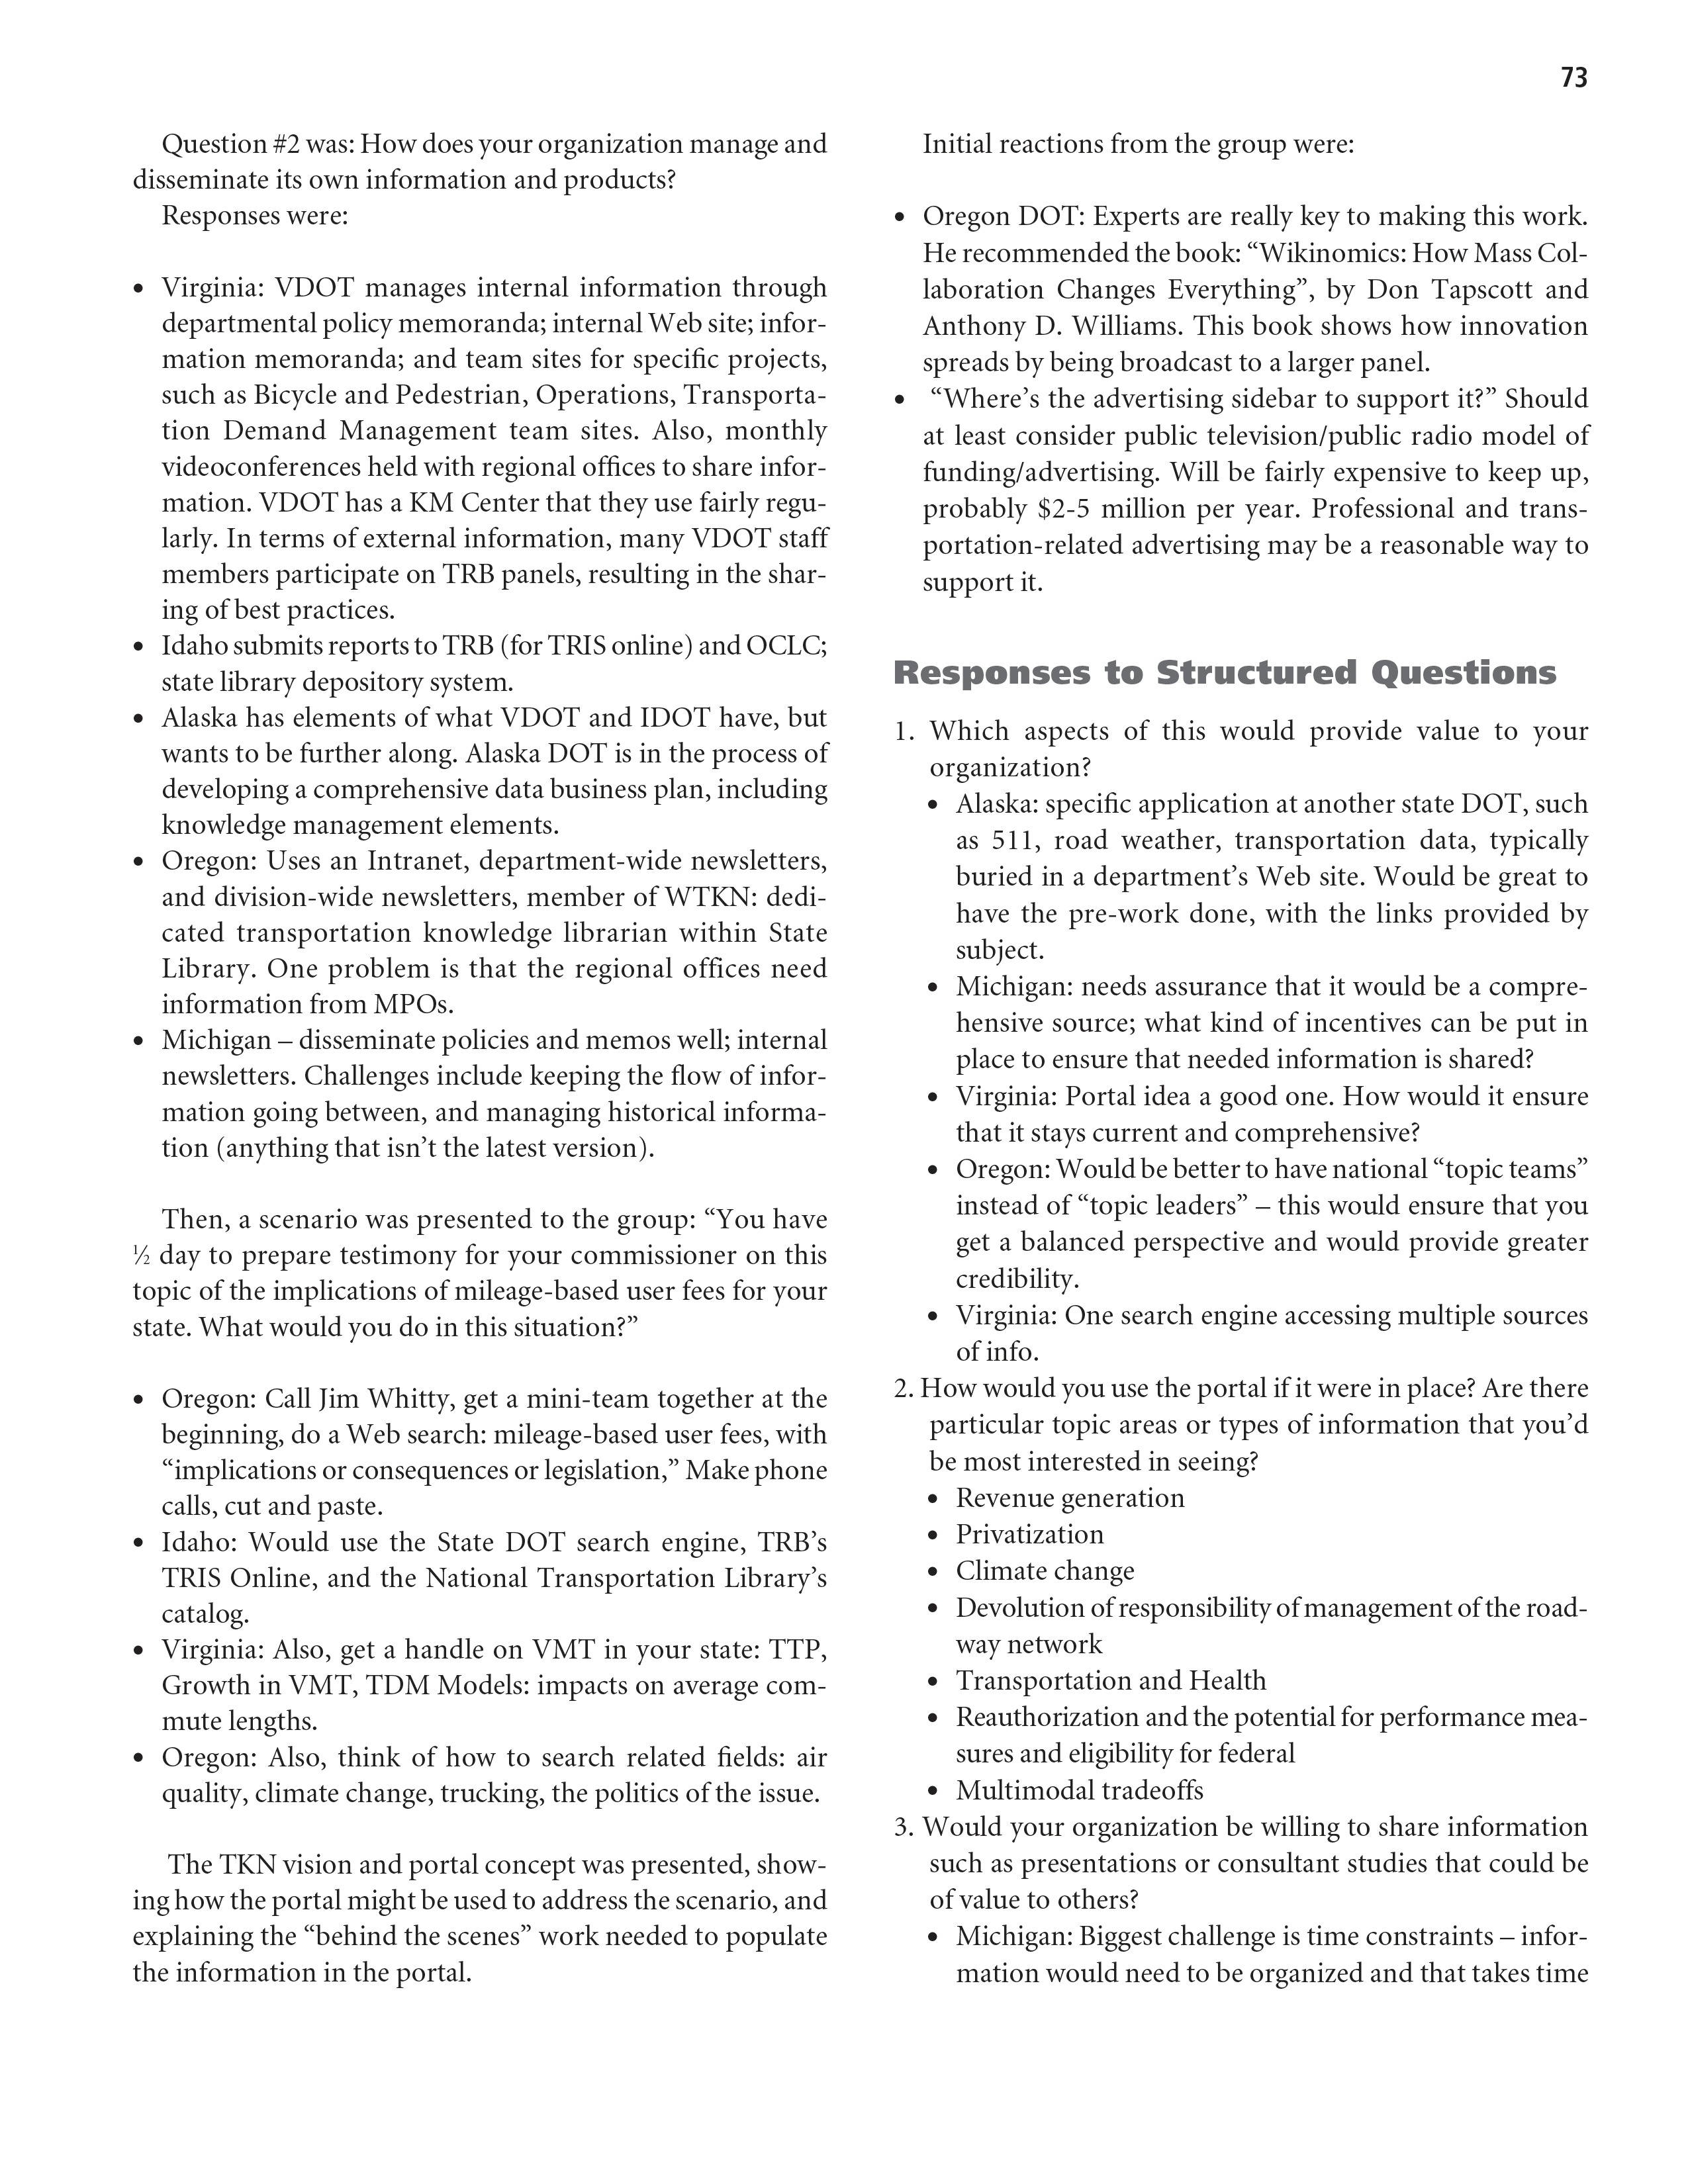 73
Question #2 was: How does your organization manage and
disseminate its own information and products?
Responses were:
• Virginia: VDOT manages internal information through
departmental policy memoranda; internal Web site; infor-
mation memoranda; and team sites for specific projects,
such as Bicycle and Pedestrian, Operations, Transporta-
tion Demand Management team sites. Also, monthly
videoconferences held with regional offices to share infor-
mation. VDOT has a KM Center that they use fairly regu-
larly. In terms of external information, many VDOT staff
members participate on TRB panels, resulting in the shar-
ing of best practices.
• Idaho submits reports to TRB (for TRIS online) and OCLC;
state library depository system.
• Alaska has elements of what VDOT and IDOT have, but
wants to be further along. Alaska DOT is in the process of
developing a comprehensive data business plan, including
knowledge management elements.
• Oregon: Uses an Intranet, department-wide newsletters,
and division-wide newsletters, member of WTKN: dedi-
cated transportation knowledge librarian within State
Library. One problem is that the regional offices need
information from MPOs.
• Michigan – disseminate policies and memos well; internal
newsletters. Challenges include keeping the flow of infor-
mation going between, and managing historical informa-
tion (anything that isn’t the latest version).
Then, a scenario was presented to the group: “You have
½ day to prepare testimony for your commissioner on this
topic of the implications of mileage-based user fees for your
state. What would you do in this situation?”
• Oregon: Call Jim Whitty, get a mini-team together at the
beginning, do a Web search: mileage-based user fees, with
“implications or consequences or legislation,” Make phone
calls, cut and paste.
• Idaho: Would use the State DOT search engine, TRB’s
TRIS Online, and the National Transportation Library’s
catalog.
• Virginia: Also, get a handle on VMT in your state: TTP,
Growth in VMT, TDM Models: impacts on average com-
mute lengths.
• Oregon: Also, think of how to search related fields: air
quality, climate change, trucking, the politics of the issue.
The TKN vision and portal concept was presented, show-
ing how the portal might be used to address the scenario, and
explaining the “behind the scenes” work needed to populate
the information in the portal.
Initial reactions from the group were:
• Oregon DOT: Experts are really key to making this work.
He recommended the book: “Wikinomics: How Mass Col-
laboration Changes Everything”, by Don Tapscott and
Anthony D. Williams. This book shows how innovation
spreads by being broadcast to a larger panel.
• “Where’s the advertising sidebar to support it?” Should
at least consider public television/public radio model of
funding/advertising. Will be fairly expensive to keep up,
probably $2-5 million per year. Professional and trans-
portation-related advertising may be a reasonable way to
support it.
Responses to Structured Questions
1. Which aspects of this would provide value to your
organization?
• Alaska: specific application at another state DOT, such
as 511, road weather, transportation data, typically
buried in a department’s Web site. Would be great to
have the pre-work done, with the links provided by
subject.
• Michigan: needs assurance that it would be a compre-
hensive source; what kind of incentives can be put in
place to ensure that needed information is shared?
• Virginia: Portal idea a good one. How would it ensure
that it stays current and comprehensive?
• Oregon: Would be better to have national “topic teams”
instead of “topic leaders” – this would ensure that you
get a balanced perspective and would provide greater
credibility.
• Virginia: One search engine accessing multiple sources
of info.
2. How would you use the portal if it were in place? Are there
particular topic areas or types of information that you’d
be most interested in seeing?
• Revenue generation
• Privatization
• Climate change
• Devolution of responsibility of management of the road-
way network
• Transportation and Health
• Reauthorization and the potential for performance mea-
sures and eligibility for federal
• Multimodal tradeoffs
3. Would your organization be willing to share information
such as presentations or consultant studies that could be
of value to others?
• Michigan: Biggest challenge is time constraints – infor-
mation would need to be organized and that takes time